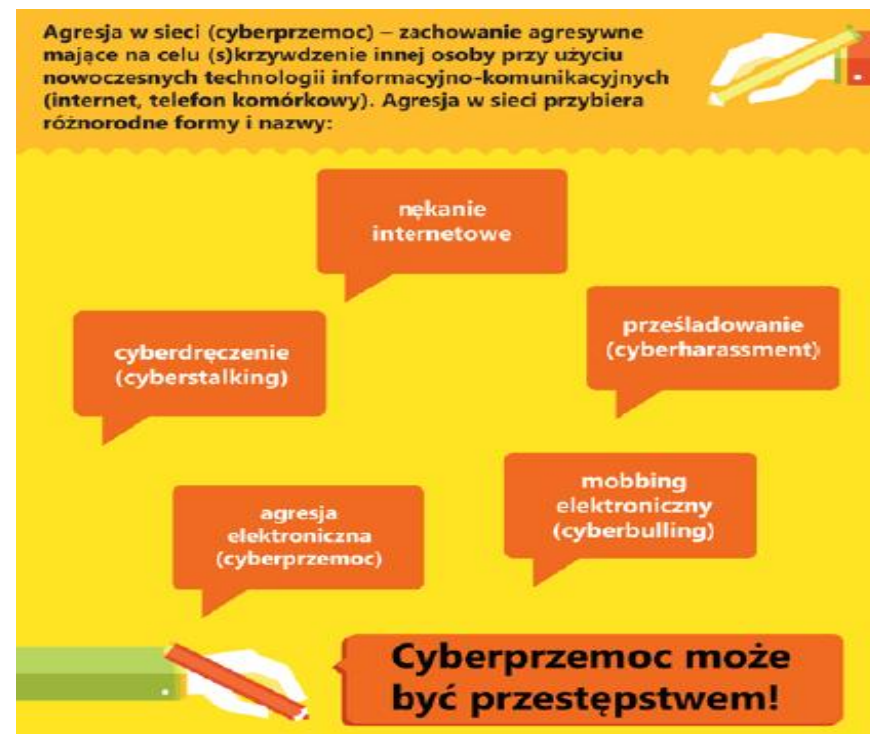 Agresja w sieci (cyberprzemoc) – zachowanie agresywne
mające na celu (s)krzywdzenie innej osoby przy użyciu
nowoczesnych technologii informacyjno-komunikacyjnych
(internet, telefon komórkowy). Agresja w sieci przybiera
różnorodne formy i nazwy:
nękanie
internetowe
cyberdręczenie
(cyberstalking)
prześladowanie
(cyberharassment)
agresja
elektroniczna
(cyberprzemoc)
mobbing
elektroniczny
(cyberbulling)
Cyberprzemoc może
być przestępstwem!